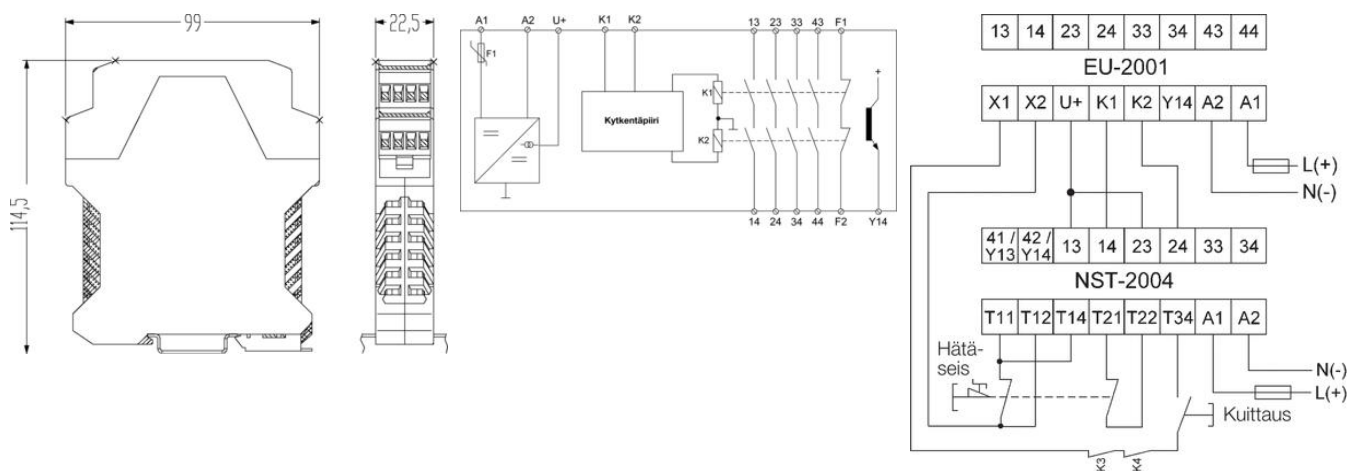 99
114,5
22,5
A1 A2 U+ K1 K2 13 23 33 43 F1
F1
K1
Kytkentäpiiri
K2
+
14 24 34 44 F2 Y14
13 14 23 24 33 34 43 44
EU-2001
X1 X2 U+ K1 K2 Y14 A2 A1
L(+)
N(-)
41 / Y13 42 / Y14 13 14 23 24 33 34
NST-2004
T11 T12 T14 T21 T22 T34 A1 A2
Hätä-
seis
N(-)
L(+)
Kuittaus
K3 K4